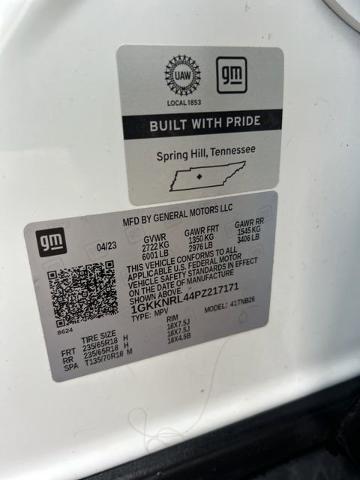 UAW gm
LOCAL 1853
BUILT WITH PRIDE
Spring Hill, Tennessee
gm
MFD BY GENERAL MOTORS LLC
04/23 GVWR GAWR FRT GAWR RR
2722 KG 1350 KG 1545 KG
6001 LB 2976 LB 3406 LB
THIS VEHICLE CONFORMS TO ALL
APPLICABLE U.S. FEDERAL MOTOR
VEHICLE SAFETY STANDARDS IN EFFECT
ON THE DATE OF MANUFACTURE
SHOWN ABOVE.
8624 1GKKNRL44PZ217171
TYPE: MPV MODEL: 41TNB26
TIRE SIZE RIM
FRT 235/65R18 H 18X7.5J
RR 235/65R18 H 18X7.5J
SPA T135/70R18 M 18X4.5B